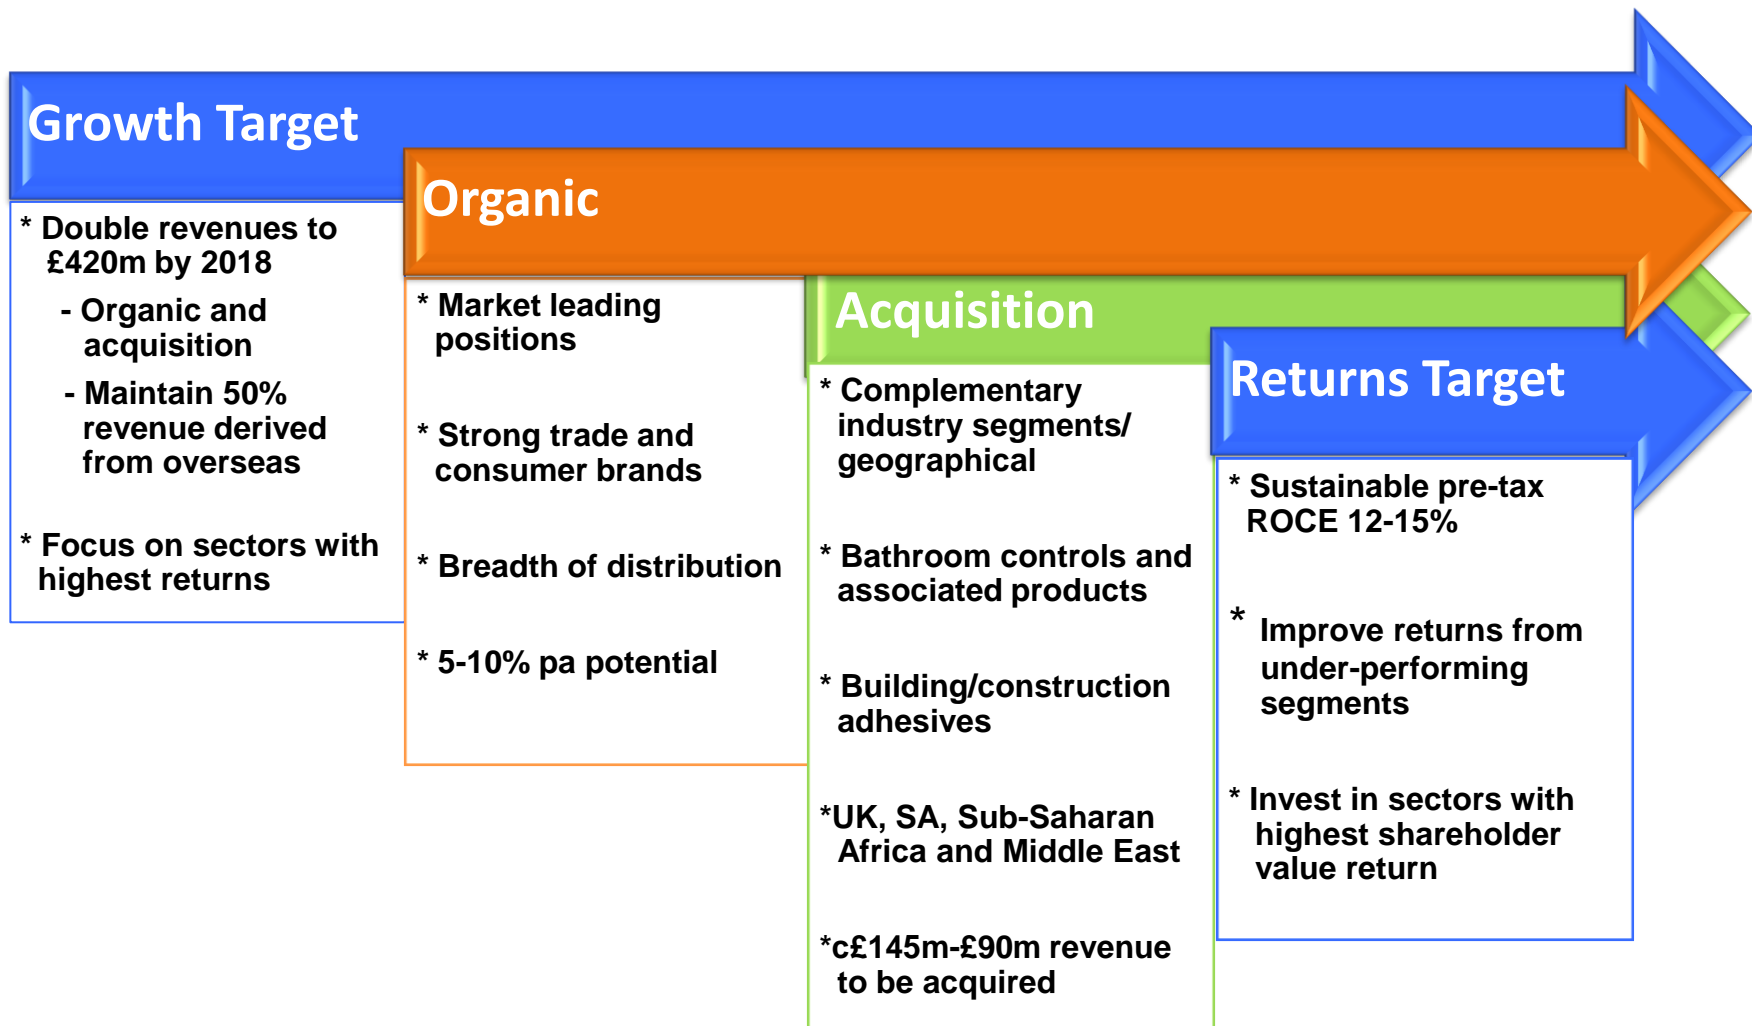 Growth Target
* Double revenues to
£420m by 2018
- Organic and
acquisition
- Maintain 50%
revenue derived
from overseas
* Focus on sectors with
highest returns
Organic
* Market leading
positions
* Strong trade and
consumer brands
* Breadth of distribution
* 5-10% pa potential
Acquisition
* Complementary
industry segments/
geographical
* Bathroom controls and
associated products
* Building/construction
adhesives
*UK, SA, Sub-Saharan
Africa and Middle East
*c£145m-£90m revenue
to be acquired
Returns Target
* Sustainable pre-tax
ROCE 12-15%
* Improve returns from
under-performing
segments
* Invest in sectors with
highest shareholder
value return